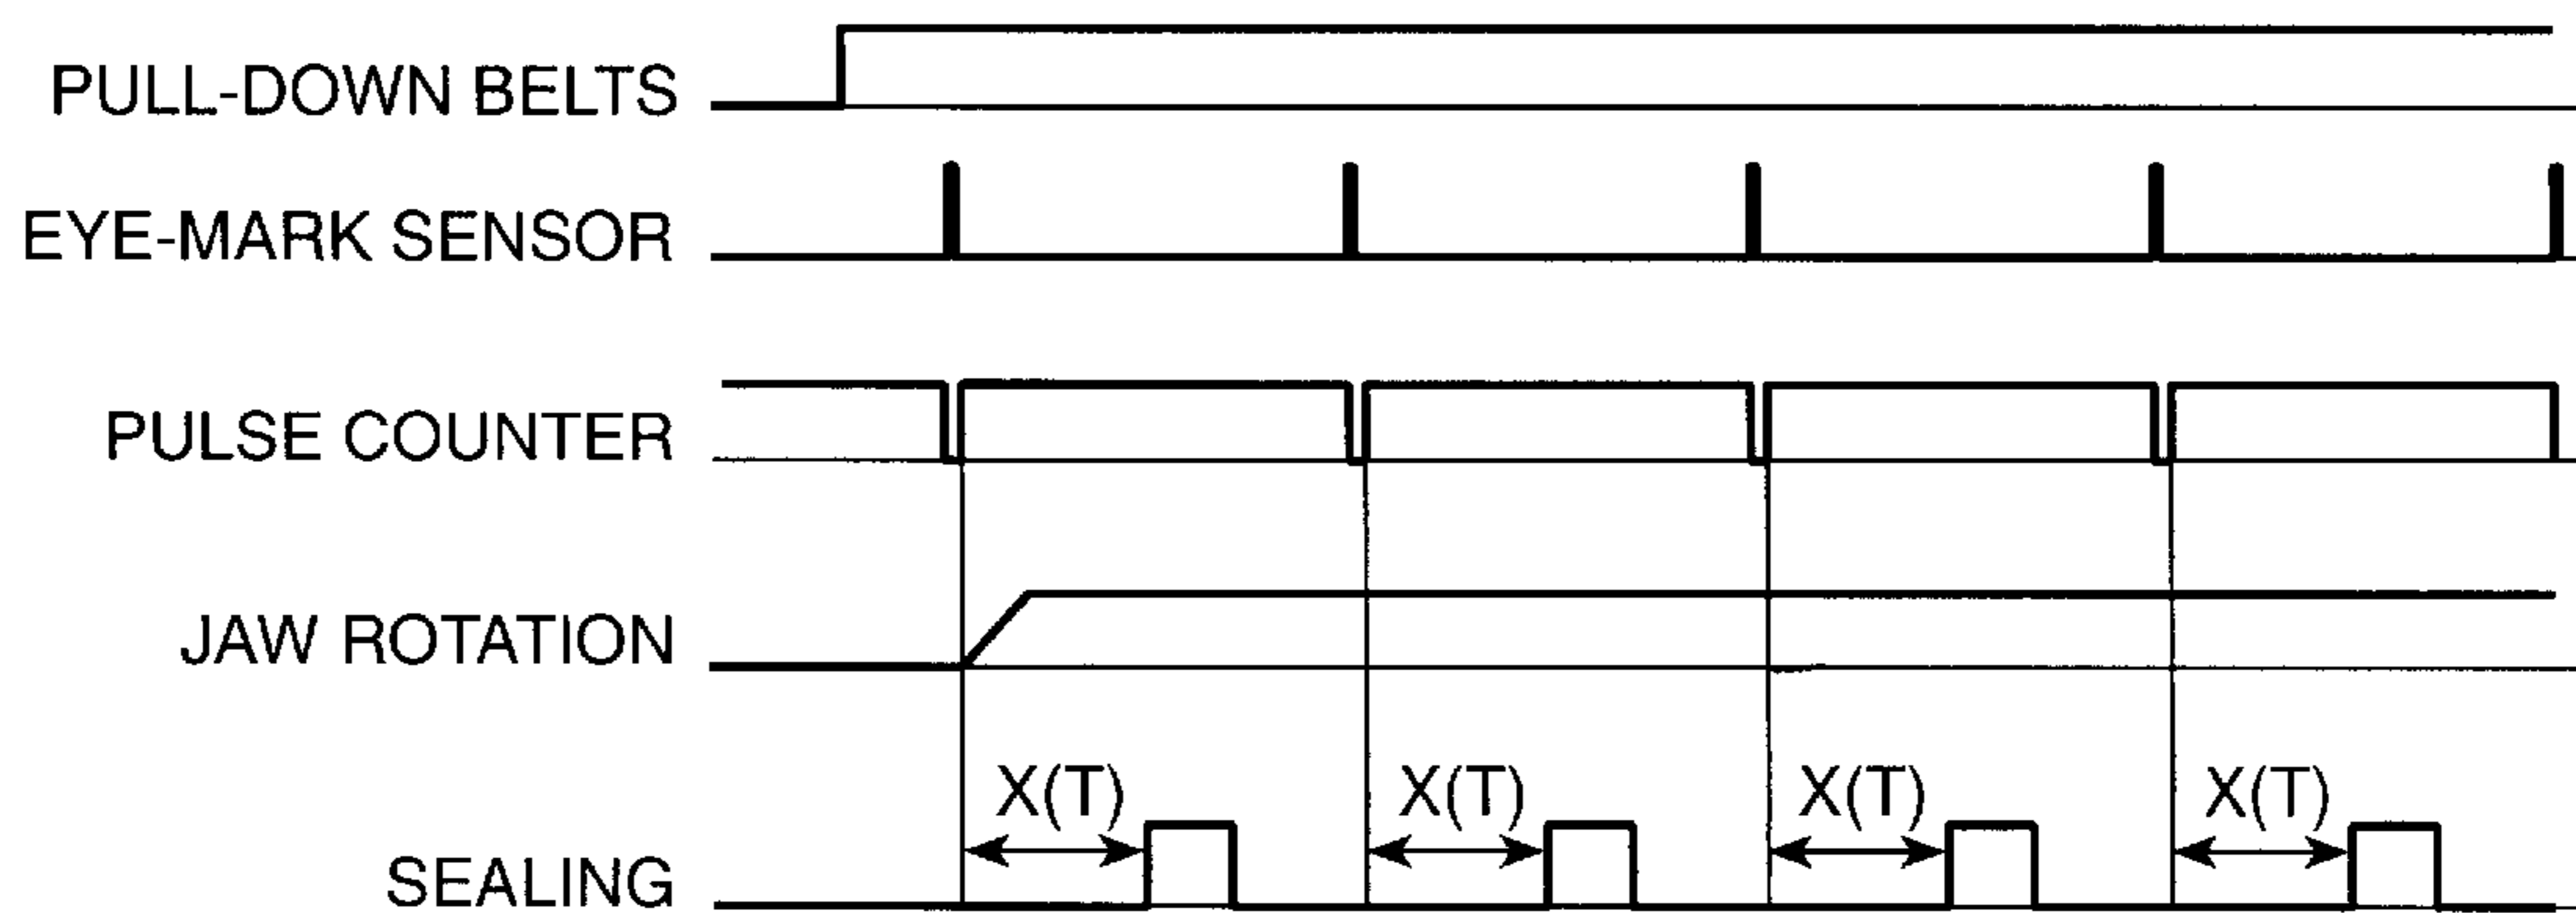 PULL-DOWN BELTS
EYE-MARK SENSOR
PULSE COUNTER
JAW ROTATION
X(T) X(T) X(T) X(T)
SEALING